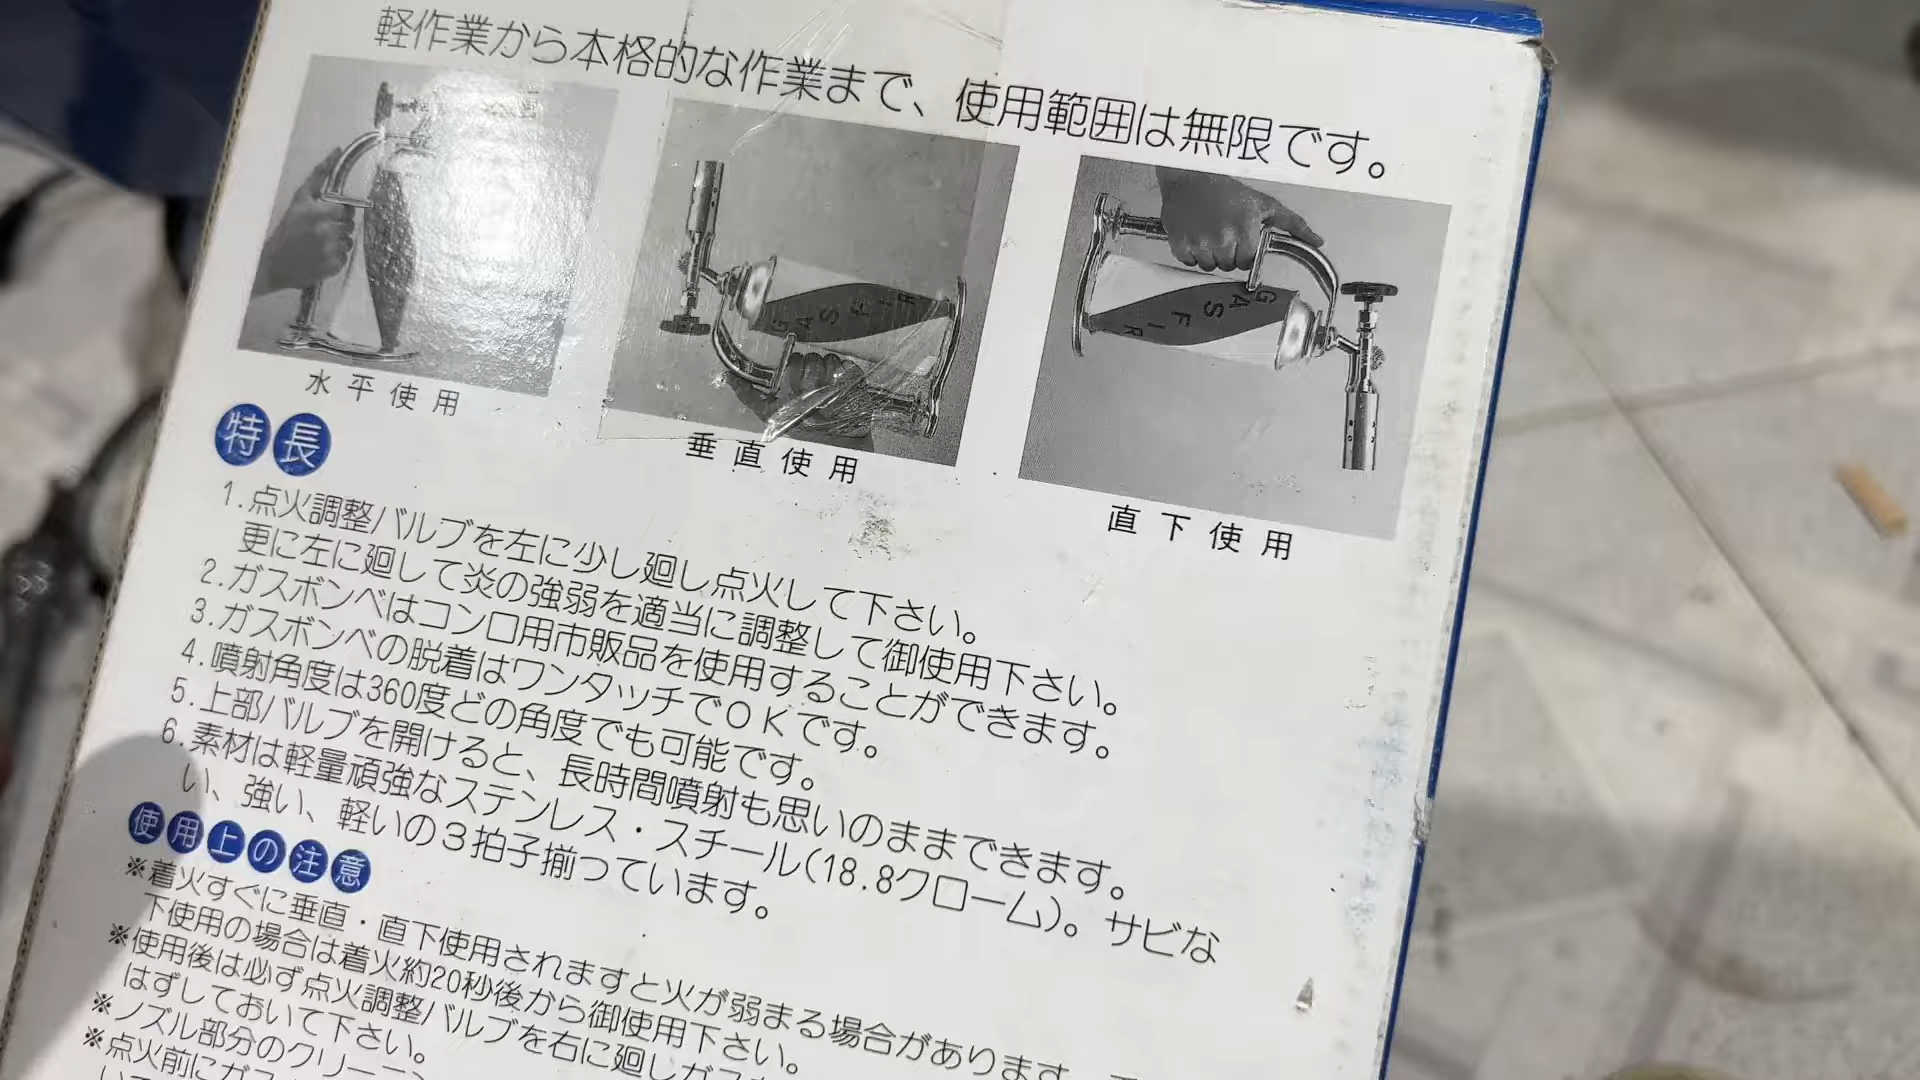 軽作業から本格的な作業まで、使用範囲は無限です。
水平使用
GASFIR
垂直使用
GASFIR
直下使用
特長
1.点火調整バルブを左に少し廻し点火して下さい。
更に左に廻して炎の強弱を適当に調整して御使用下さい。
2.ガスボンベはコンロ用市販品を使用することができます。
3.ガスボンベの脱着はワンタッチでOKです。
4.噴射角度は360度どの角度でも可能です。
5.上部バルブを開けると、長時間噴射も思いのままできます。
6.素材は軽量頑強なステンレス・スチール(18.8クローム)。サビな
い、強い、軽いの3拍子揃っています。
使用上の注意
※着火すぐに垂直・直下使用されますと火が弱まる場合があります
下使用の場合は着火約20秒後から御使用下さい。
※使用後は必ず点火調整バルブを右に廻しガス
はずしておいて下さい。
※ノズル部分のクリーニ
※点火前にガス